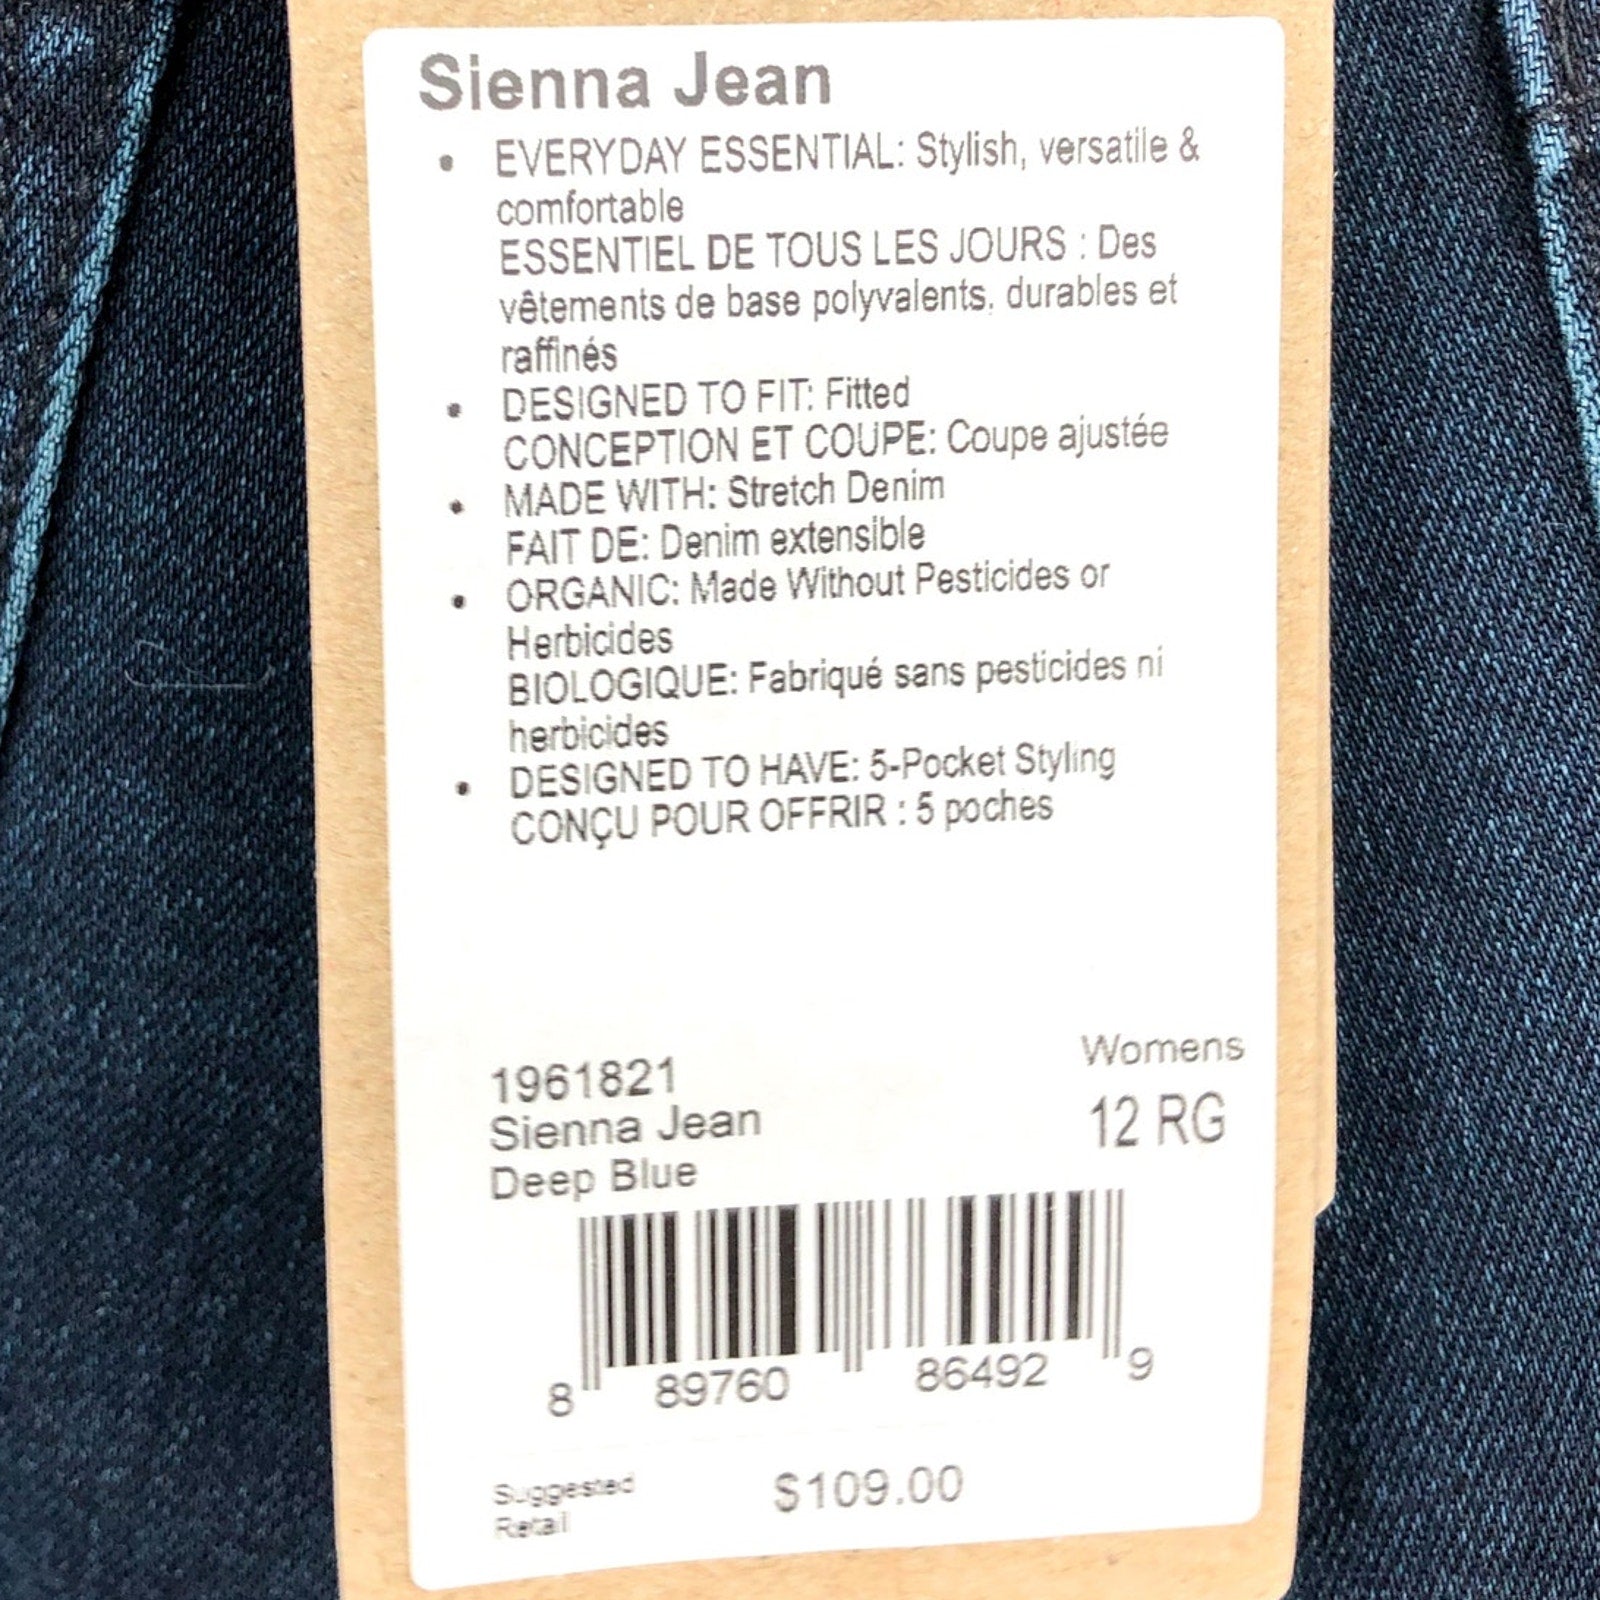 Sienna Jean
• EVERYDAY ESSENTIAL: Stylish, versatile &
comfortable
ESSENTIEL DE TOUS LES JOURS : Des
vêtements de base polyvalents, durables et
raffinés
• DESIGNED TO FIT: Fitted
CONCEPTION ET COUPE: Coupe ajustée
• MADE WITH: Stretch Denim
FAIT DE: Denim extensible
• ORGANIC: Made Without Pesticides or
Herbicides
BIOLOGIQUE: Fabriqué sans pesticides ni
herbicides
• DESIGNED TO HAVE: 5-Pocket Styling
CONÇU POUR OFFRIR : 5 poches
Womens
12 RG
1961821
Sienna Jean
Deep Blue
8 89760 86492 9
Suggested
Retail
$109.00